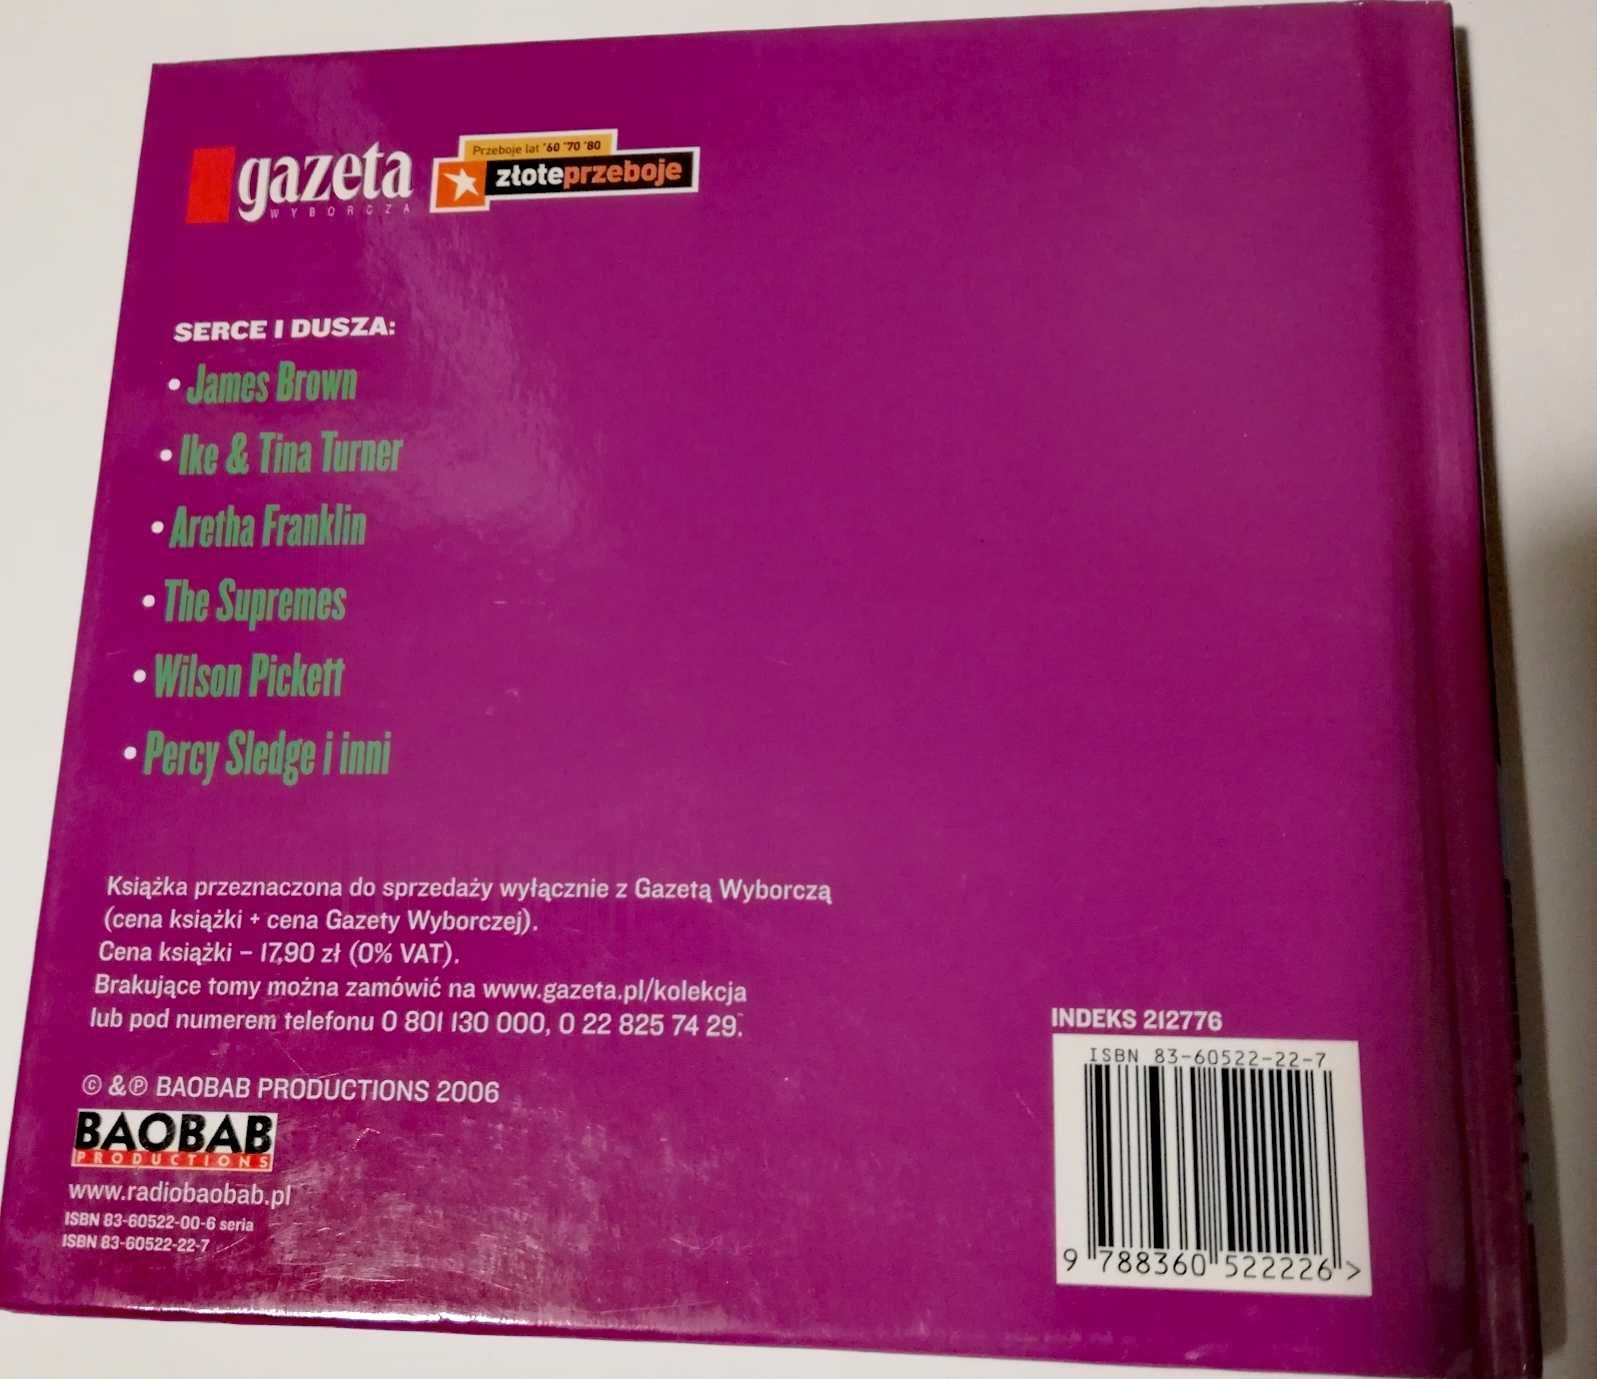 gazeta
WYBORCZA
Przeboje lat '60 '70 '80
złoteprzeboje
SERCE I DUSZA:
• James Brown
• Ike & Tina Turner
• Aretha Franklin
• The Supremes
• Wilson Pickett
• Percy Sledge i inni
Książka przeznaczona do sprzedaży wyłącznie z Gazetą Wyborczą
(cena książki + cena Gazety Wyborczej).
Cena książki – 17,90 zł (0% VAT).
Brakujące tomy można zamówić na www.gazeta.pl/kolekcja
lub pod numerem telefonu 0 801 130 000, 0 22 825 74 29.
© & ℗ BAOBAB PRODUCTIONS 2006
BAOBAB
PRODUCTIONS
www.radiobaobab.pl
ISBN 83-60522-00-6 seria
ISBN 83-60522-22-7
INDEKS 212776
ISBN 83-60522-22-7
9 788360 522226 >